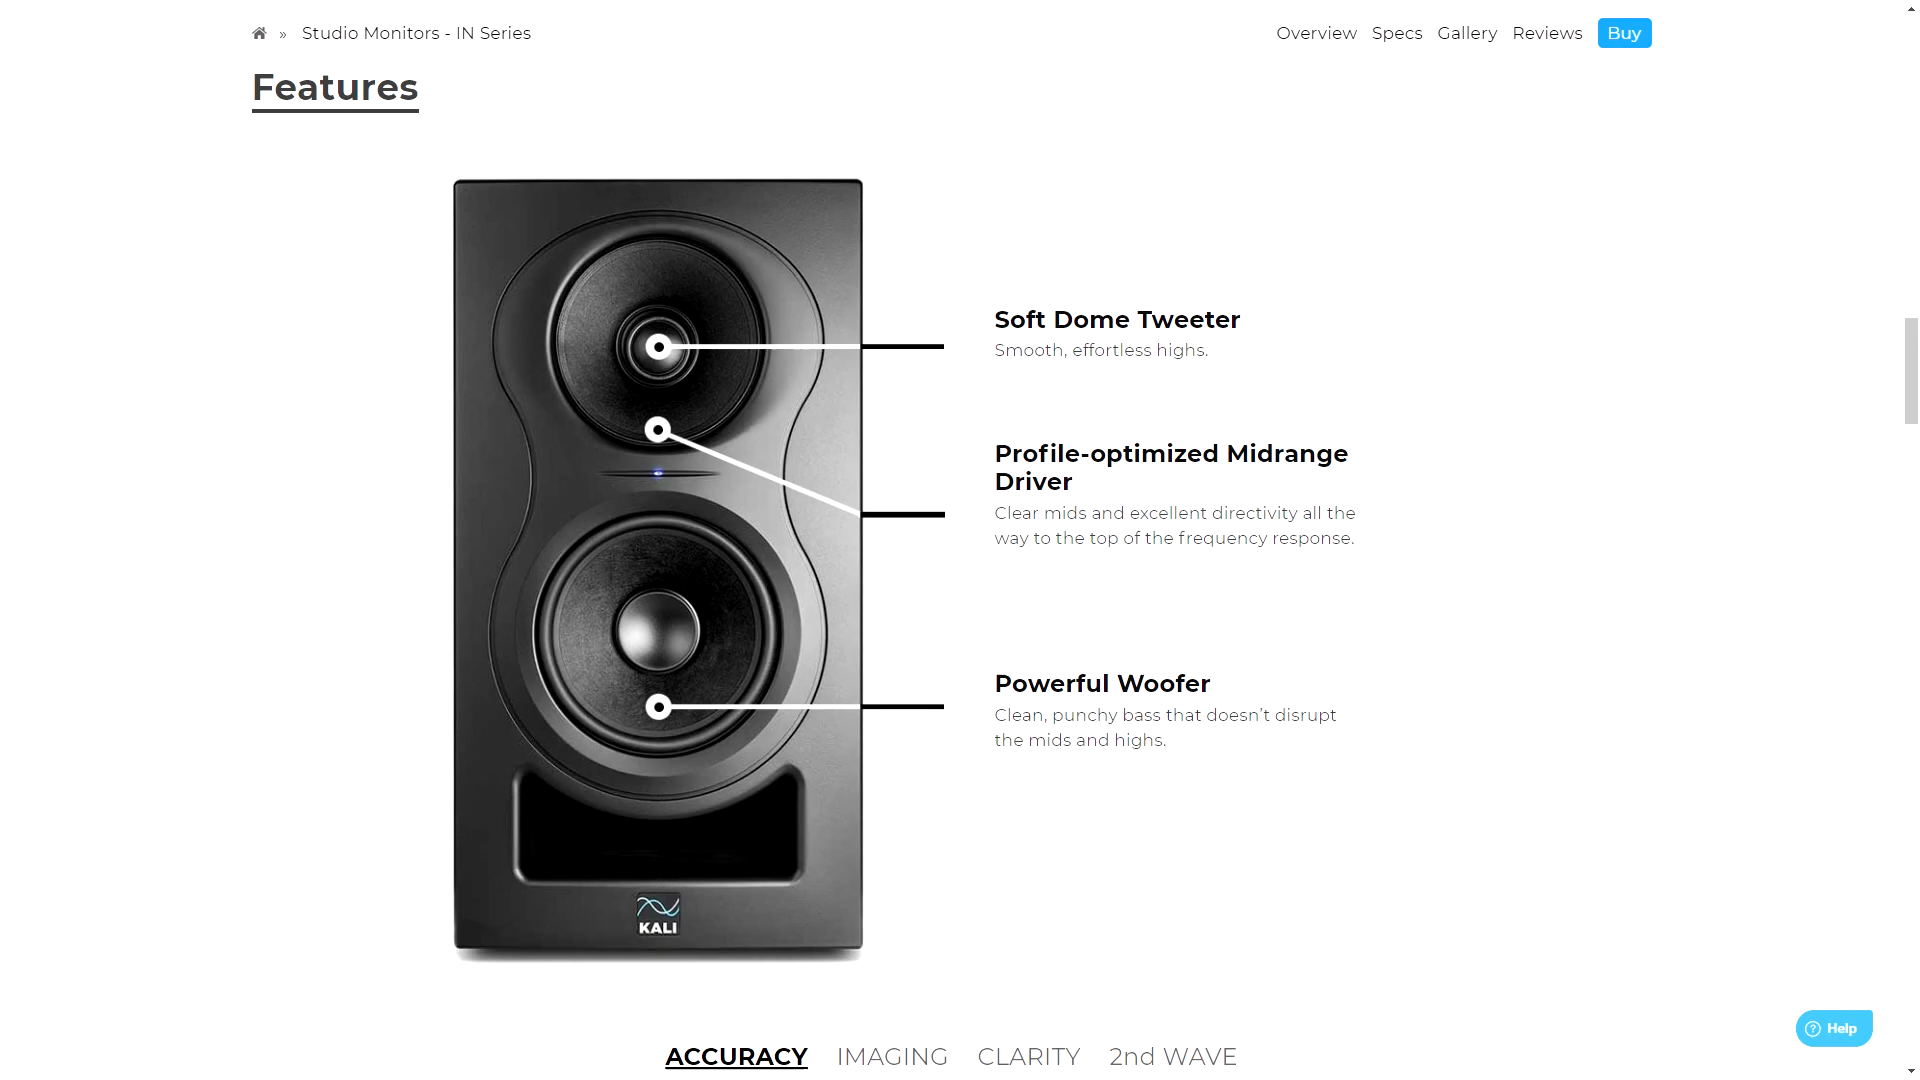 » Studio Monitors - IN Series
Overview Specs Gallery Reviews Buy
Features
Soft Dome Tweeter
Smooth, effortless highs.
Profile-optimized Midrange
Driver
Clear mids and excellent directivity all the
way to the top of the frequency response.
Powerful Woofer
Clean, punchy bass that doesn’t disrupt
the mids and highs.
KALI
ACCURACY IMAGING CLARITY 2nd WAVE
? Help